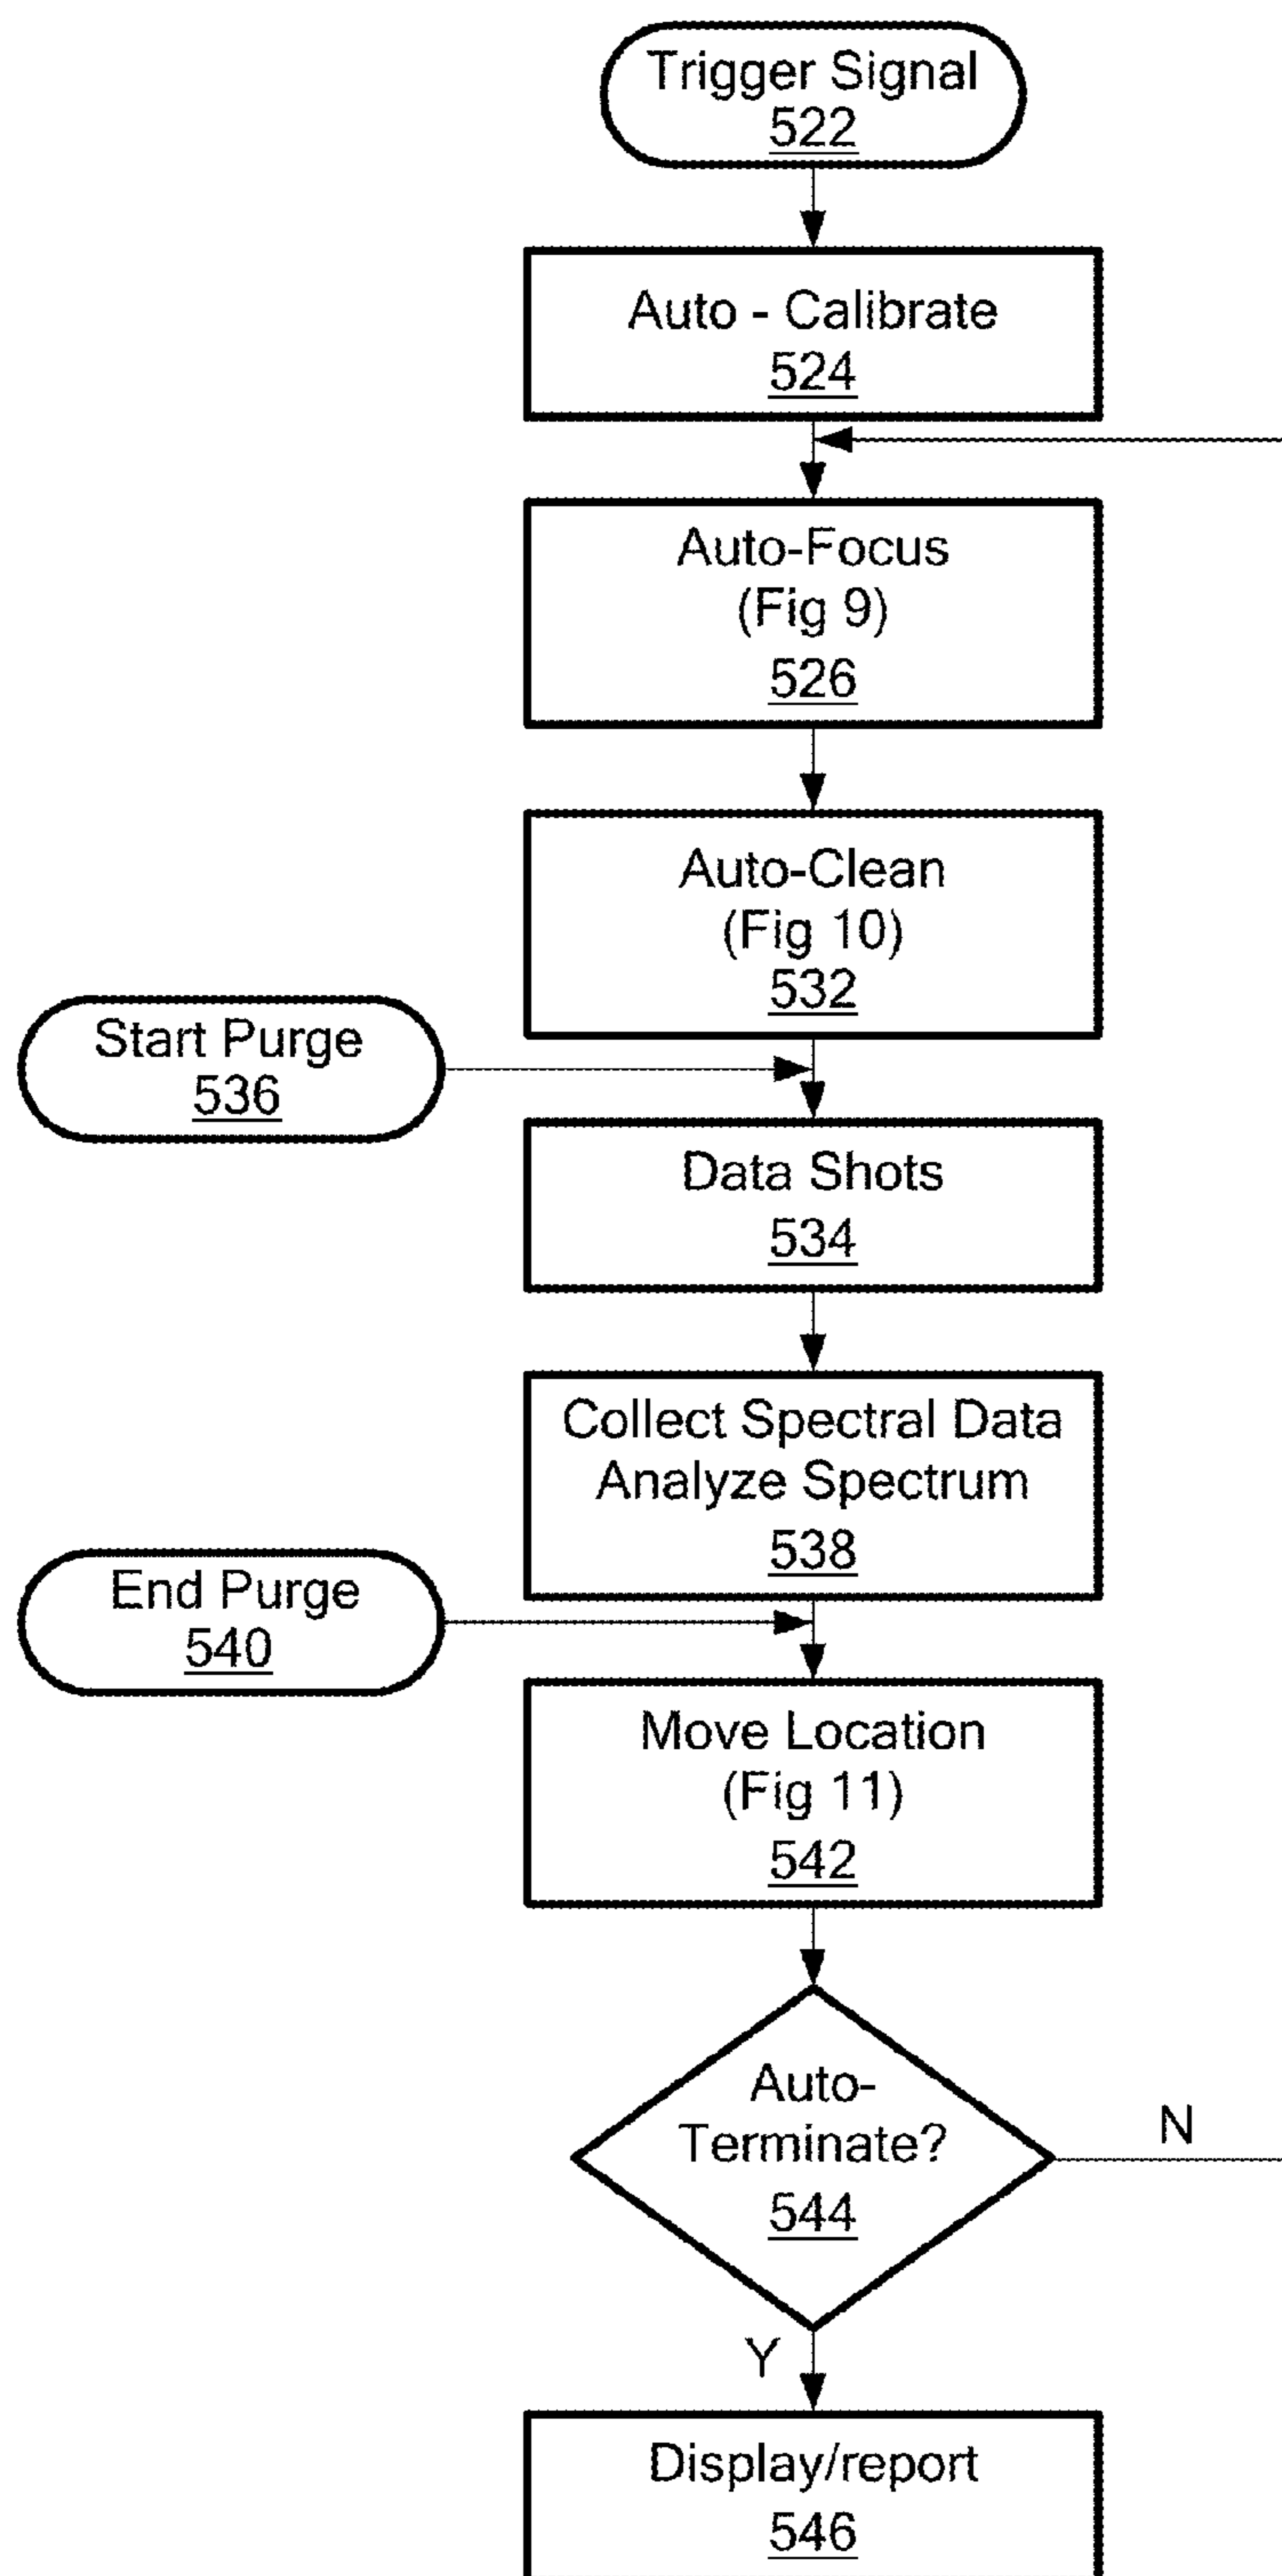 Trigger Signal
522
Auto - Calibrate
524
Auto-Focus
(Fig 9)
526
Auto-Clean
(Fig 10)
532
Start Purge
536
Data Shots
534
Collect Spectral Data
Analyze Spectrum
538
End Purge
540
Move Location
(Fig 11)
542
Auto-
Terminate?
544
N
Y
Display/report
546